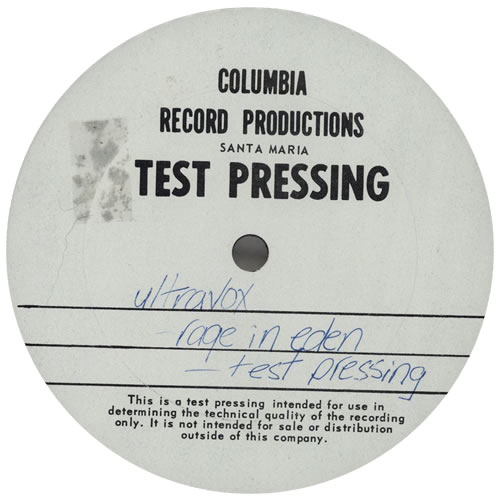 COLUMBIA
RECORD PRODUCTIONS
SANTA MARIA
TEST PRESSING
ultravox
- rage in eden
- test pressing
This is a test pressing intended for use in
determining the technical quality of the recording
only. It is not intended for sale or distribution
outside of this company.